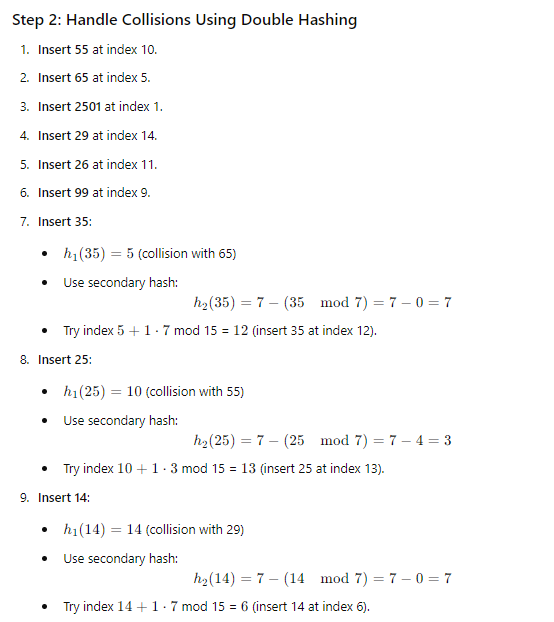 Step 2: Handle Collisions Using Double Hashing
1. Insert 55 at index 10.
2. Insert 65 at index 5.
3. Insert 2501 at index 1.
4. Insert 29 at index 14.
5. Insert 26 at index 11.
6. Insert 99 at index 9.
7. Insert 35:
• h₁(35) = 5 (collision with 65)
• Use secondary hash:
h₂(35) = 7 − (35 mod 7) = 7 − 0 = 7
• Try index 5 + 1 · 7 mod 15 = 12 (insert 35 at index 12).
8. Insert 25:
• h₁(25) = 10 (collision with 55)
• Use secondary hash:
h₂(25) = 7 − (25 mod 7) = 7 − 4 = 3
• Try index 10 + 1 · 3 mod 15 = 13 (insert 25 at index 13).
9. Insert 14:
• h₁(14) = 14 (collision with 29)
• Use secondary hash:
h₂(14) = 7 − (14 mod 7) = 7 − 0 = 7
• Try index 14 + 1 · 7 mod 15 = 6 (insert 14 at index 6).